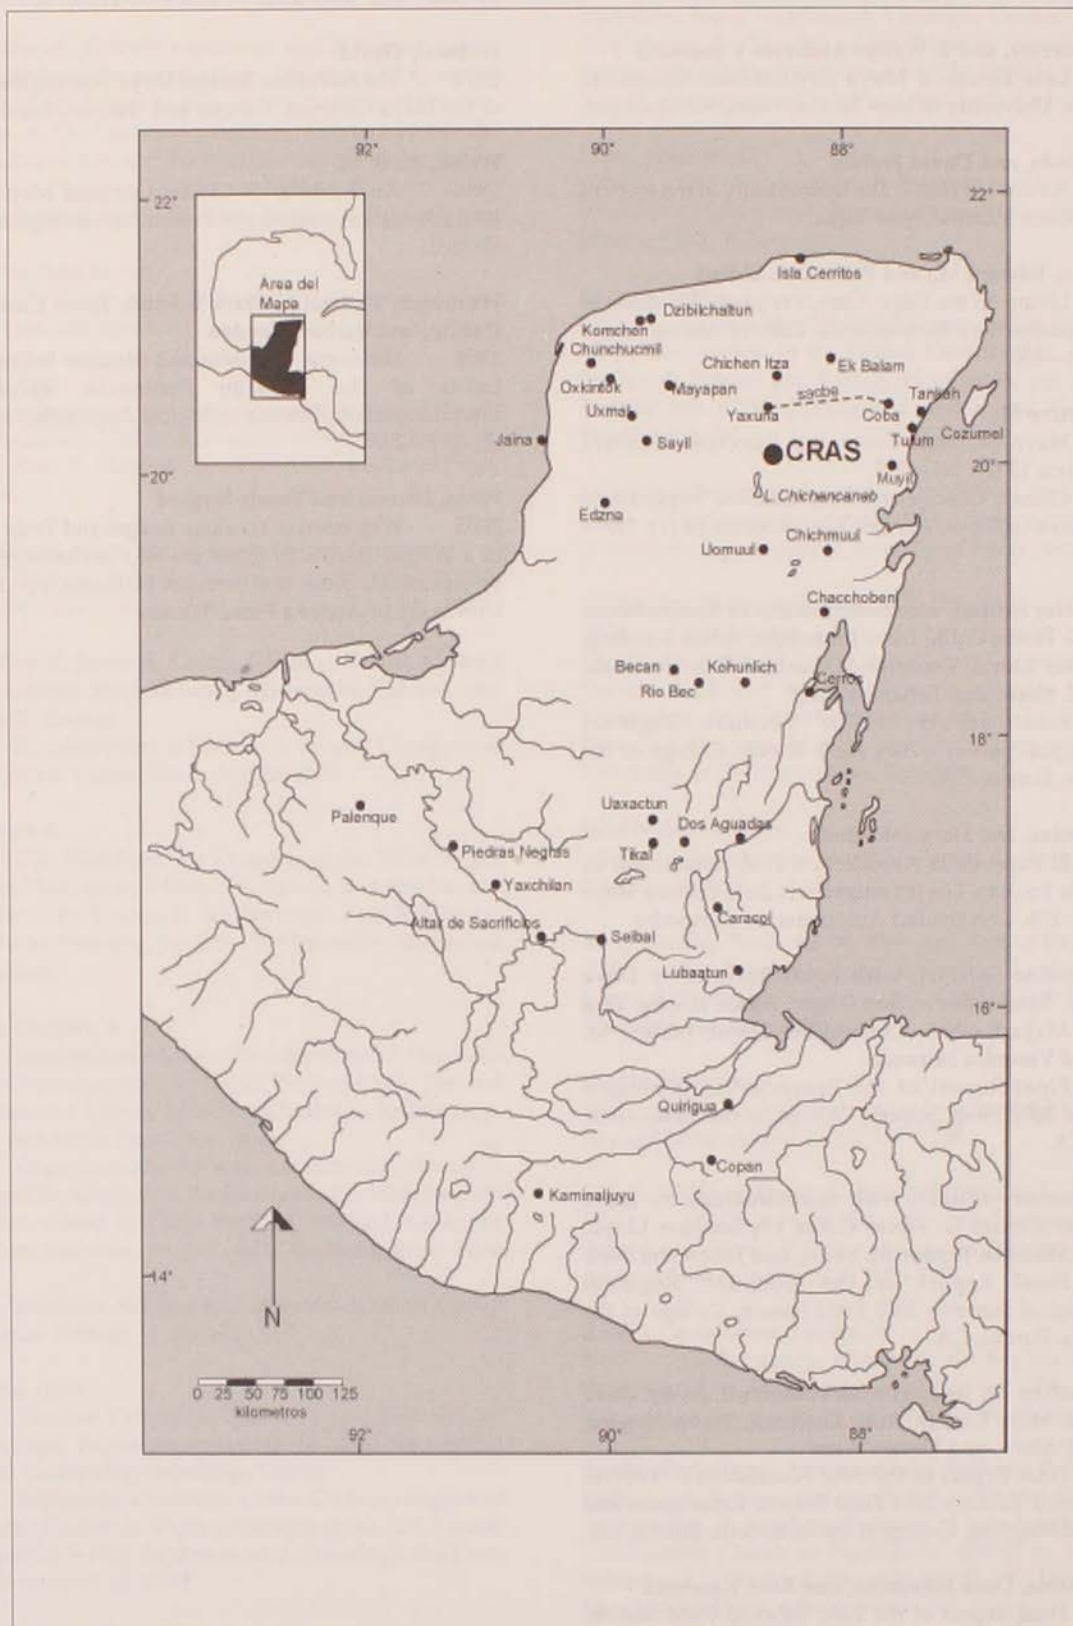 92°
90°
88°
22°
22°
Area del
Mapa
Isla Cerritos
Dzibilchaltun
Komchen
Chunchucmil
Chichen Itza
Ek Balam
Oxkintok
Mayapan
sacbe
Tankah
Uxmal
Yaxuna
Coba
Jaina
Sayil
Tulum
Cozumel
CRAS
20°
20°
Muyil
L. Chichancanab
Edzna
Chichmuul
Uomuul
Chacchoben
Becan
Kohunlich
Rio Bec
Cerros
18°
Uaxactun
Palenque
Dos Aguadas
Piedras Negras
Tikal
Yaxchilan
Altar de Sacrificios
Caracol
Seibal
Lubaatun
16°
Quirigua
Copan
Kaminaljuyu
14°
N
0 25 50 75 100 125
kilometros
92°
90°
88°